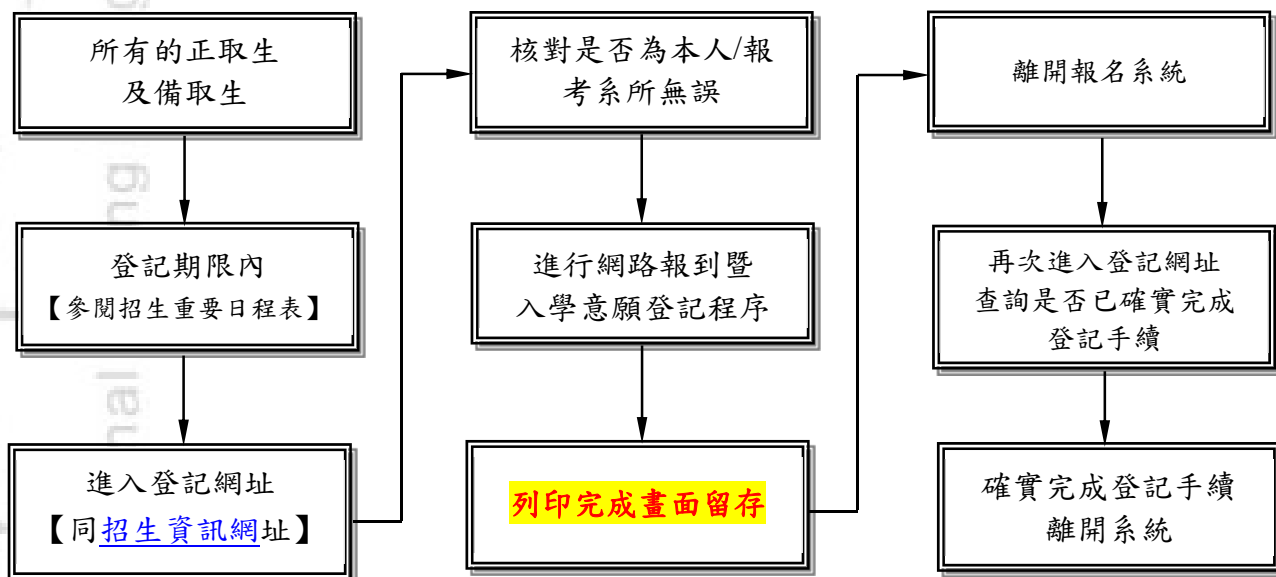 所有的正取生
及備取生
登記期限內
【參閱招生重要日程表】
進入登記網址
【同招生資訊網址】
核對是否為本人/報
考系所無誤
進行網路報到暨
入學意願登記程序
列印完成畫面留存
離開報名系統
再次進入登記網址
查詢是否已確實完成
登記手續
確實完成登記手續
離開系統